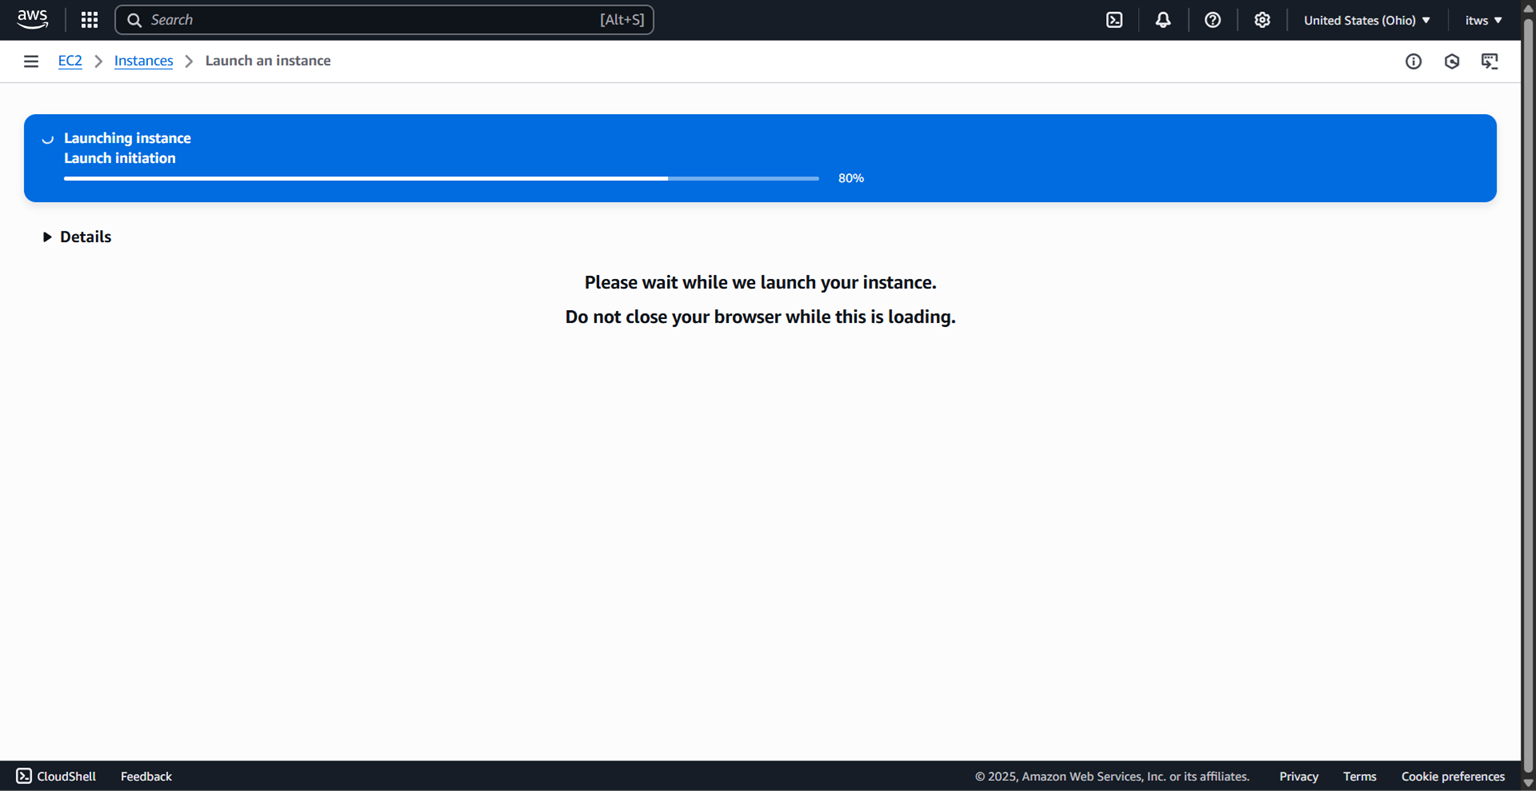 aws
Search [Alt+S]
United States (Ohio)
itws
EC2 Instances Launch an instance
Launching instance
Launch initiation
80%
Details
Please wait while we launch your instance.
Do not close your browser while this is loading.
CloudShell Feedback © 2025, Amazon Web Services, Inc. or its affiliates. Privacy Terms Cookie preferences